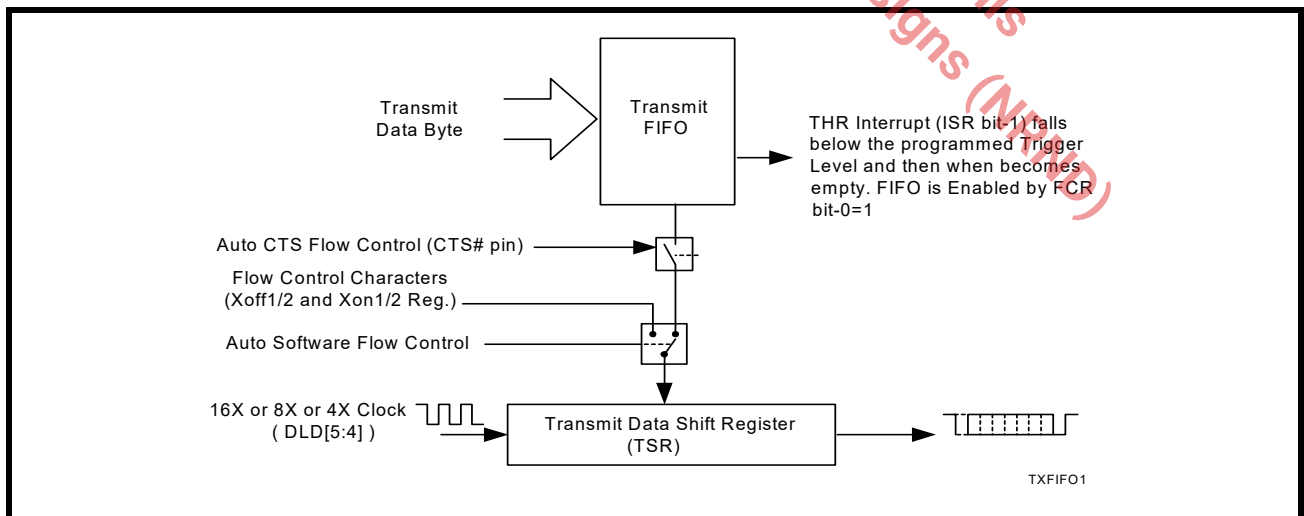 Transmit
Data Byte
Transmit
FIFO
THR Interrupt (ISR bit-1) falls
below the programmed Trigger
Level and then when becomes
empty. FIFO is Enabled by FCR
bit-0=1
Auto CTS Flow Control (CTS# pin)
Flow Control Characters
(Xoff1/2 and Xon1/2 Reg.)
Auto Software Flow Control
16X or 8X or 4X Clock
( DLD[5:4] )
Transmit Data Shift Register
(TSR)
TXFIFO1
(NRND)